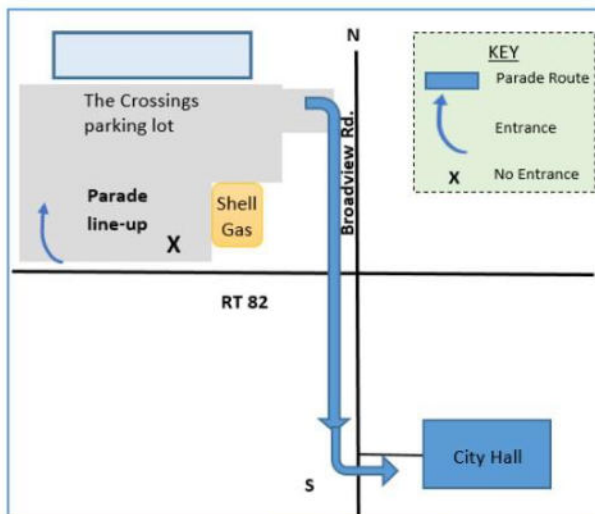 N
KEY
Parade Route
Entrance
X No Entrance
The Crossings
parking lot
Broadview Rd.
Parade
line-up
X
Shell
Gas
RT 82
City Hall
S